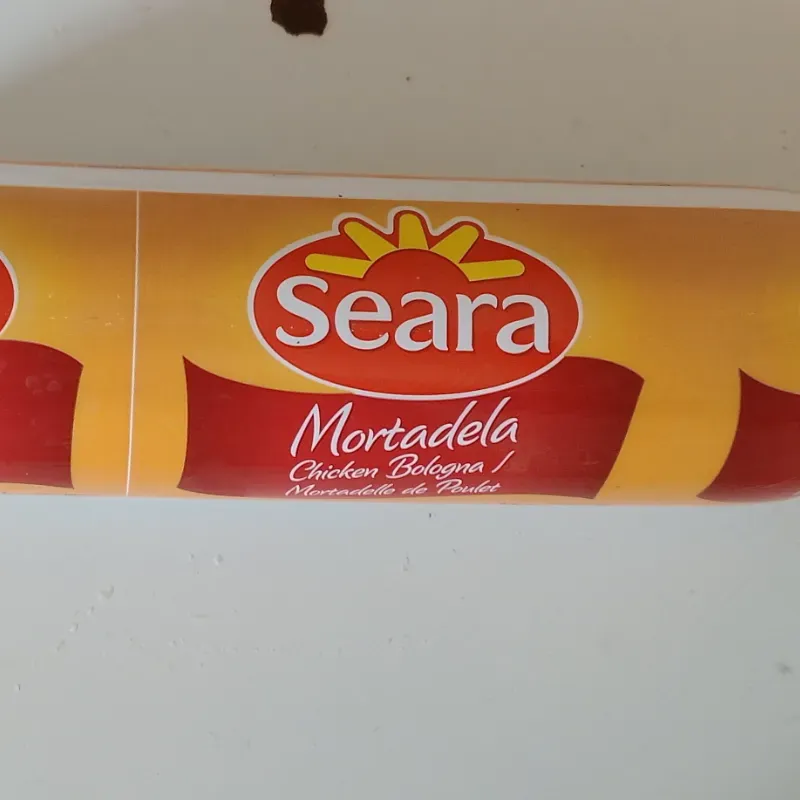 Seara
Mortadela
Chicken Bologna /
Mortadelle de Poulet